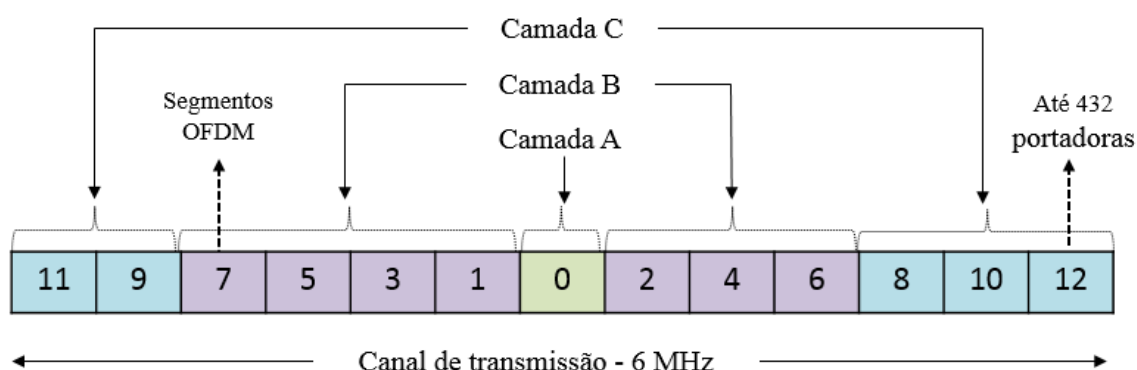 Camada C
Camada B
Segmentos
OFDM
Camada A
Até 432
portadoras
11 9 7 5 3 1 0 2 4 6 8 10 12
Canal de transmissão - 6 MHz